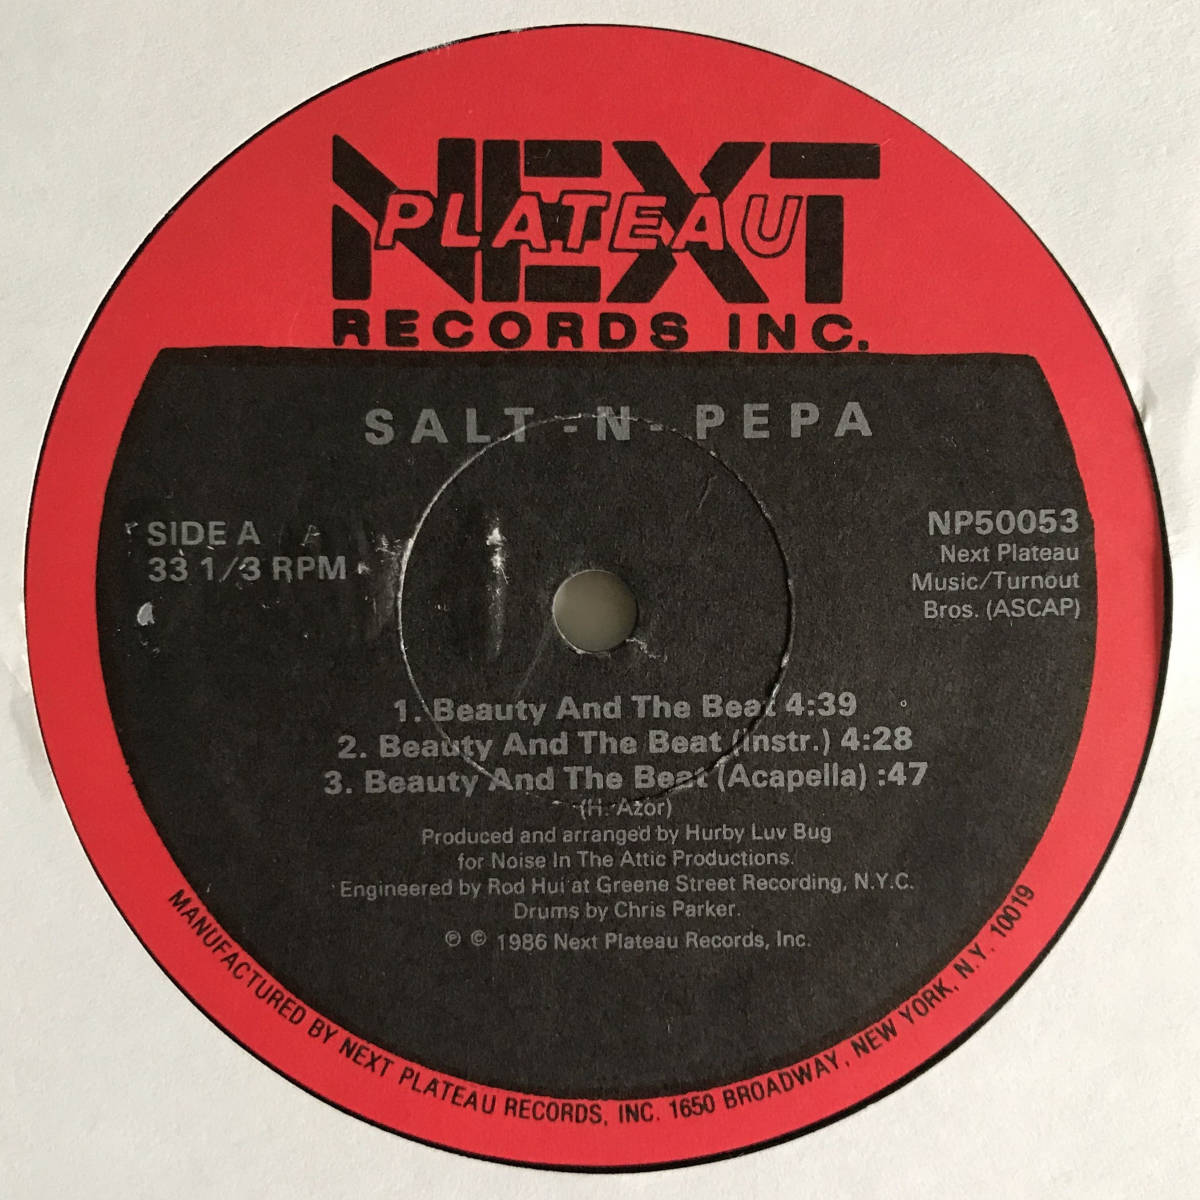 NEXT
PLATEAU
RECORDS INC.
SALT-N-PEPA
SIDE A
33 1/3 RPM
NP50053
Next Plateau
Music/Turnout
Bros. (ASCAP)
1. Beauty And The Beat 4:39
2. Beauty And The Beat (Instr.) 4:28
3. Beauty And The Beat (Acapella) :47
(H. Azor)
Produced and arranged by Hurby Luv Bug
for Noise In The Attic Productions.
Engineered by Rod Hui at Greene Street Recording, N.Y.C.
Drums by Chris Parker.
℗ © 1986 Next Plateau Records, Inc.
MANUFACTURED BY NEXT PLATEAU RECORDS, INC. 1650 BROADWAY, NEW YORK, N.Y. 10019